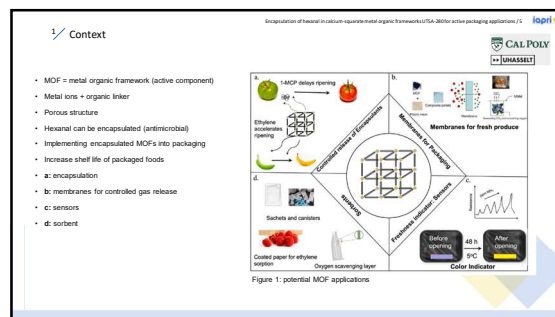 Encapsulation of hexanal in calcium-squarate metal organic frameworks UTSA-280 for active packaging applications / 5
iapri
1/ Context
CAL POLY
UHASSELT
• MOF = metal organic framework (active component)
• Metal ions + organic linker
• Porous structure
• Hexanal can be encapsulated (antimicrobial)
• Implementing encapsulated MOFs into packaging
• Increase shelf life of packaged foods
• a: encapsulation
• b: membranes for controlled gas release
• c: sensors
• d: sorbent
a.
1-MCP delays ripening
Ethylene
accelerates
ripening
Controlled release of Encapsulants
b.
MOF
Membrane
Membranes for fresh produce
Membranes for Packaging
d.
Sorbents
Sachets and canisters
Coated paper for ethylene
sorption
Oxygen scavenging layer
c.
Freshness indicator: Sensors
Resistance
Before
opening
48 h
5ºC
After
opening
Color Indicator
Figure 1: potential MOF applications